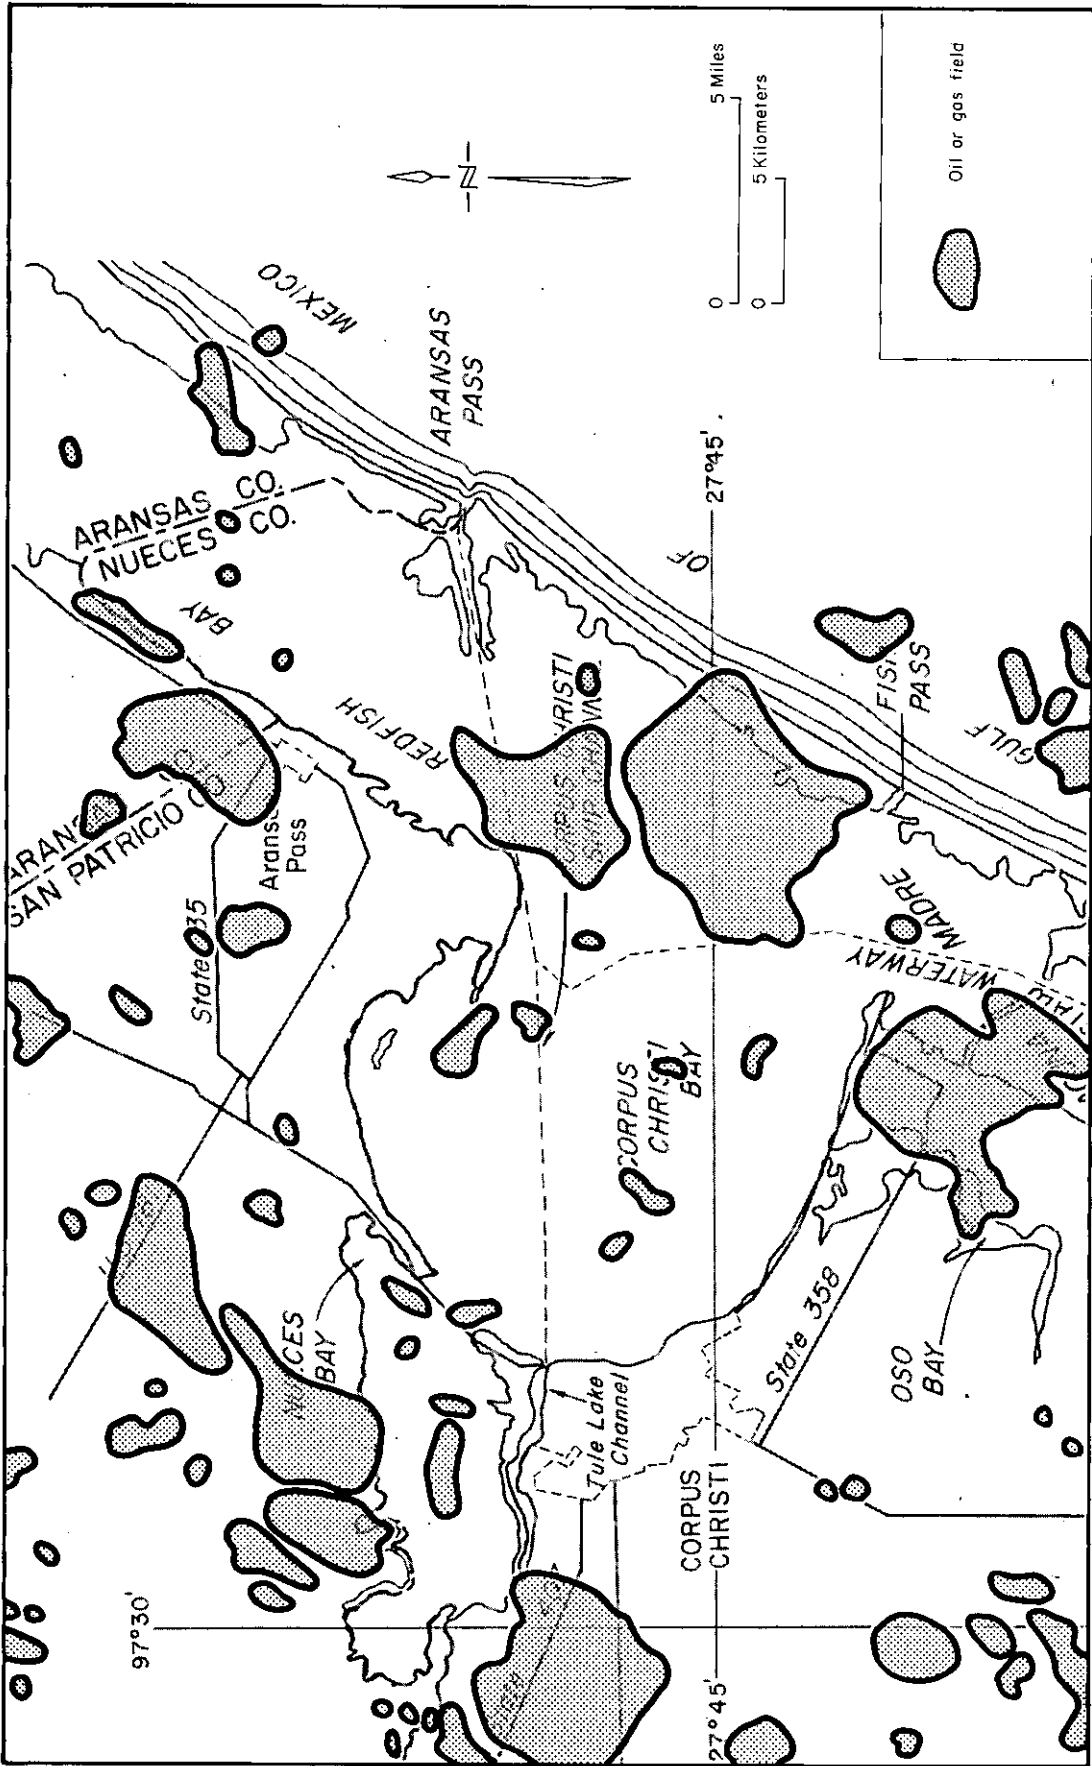 MEXICO
ARANSAS
PASS
ARANSAS CO.
NUECES CO.
BAY
REDFISH
SAN PATRICIO CO.
Aransas
Pass
State 35
CORPUS
CHRISTI
BAY
27°45'
OF
GULF
FISH
PASS
MADRE
WATERWAY
State 358
OSO
BAY
BAY
Tule Lake
Channel
CORPUS
CHRISTI
97°30'
27°45'
N
0 5 Miles
0 5 Kilometers
Oil or gas field